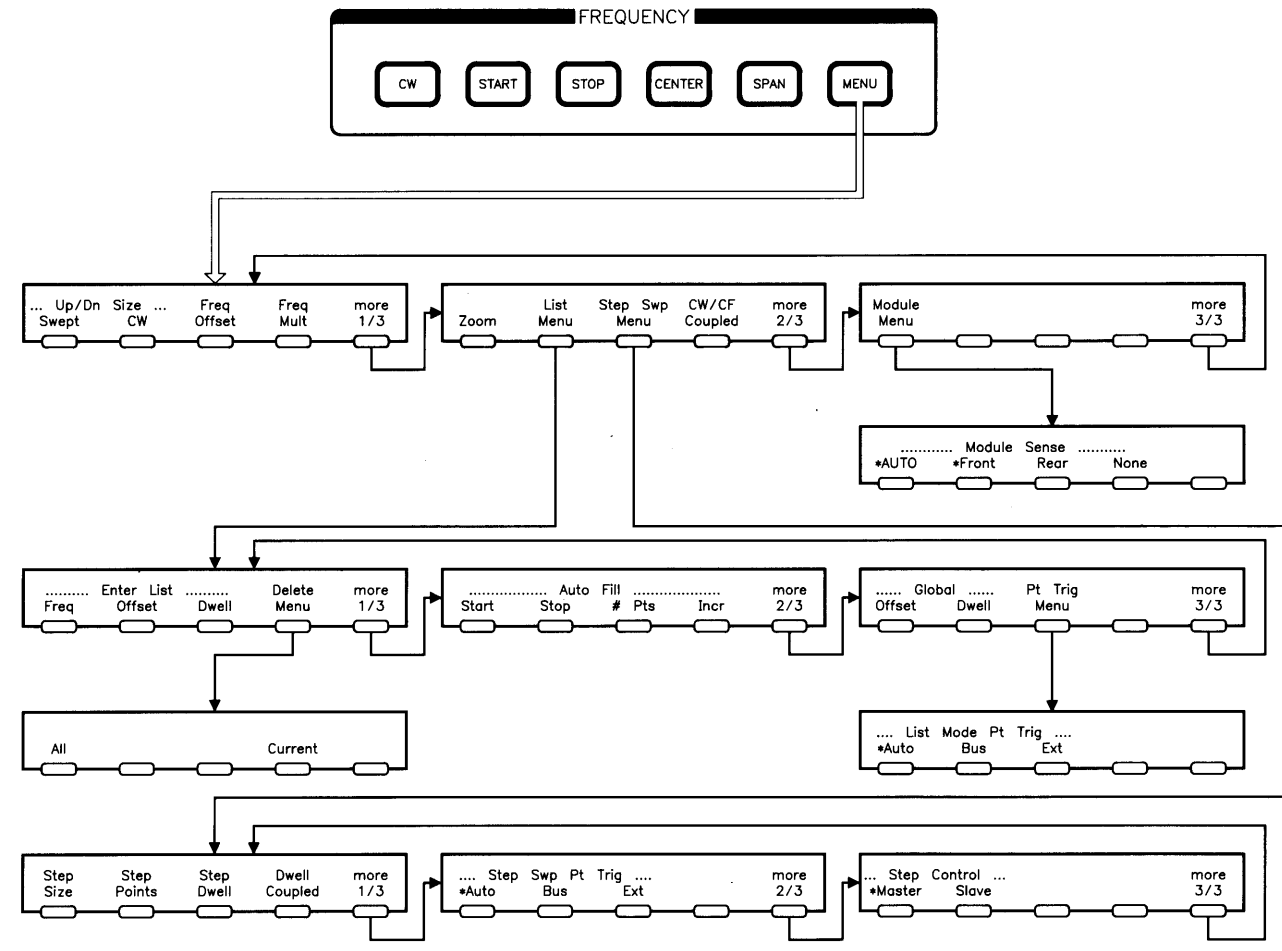 FREQUENCY
CW START STOP CENTER SPAN MENU
... Up/Dn Size ... Freq Freq more
Swept CW Offset Mult 1/3
List Step Swp CW/CF more
Zoom Menu Menu Coupled 2/3
Module more
Menu 3/3
............ Module Sense ...........
*AUTO *Front Rear None
.......... Enter List .......... Delete more
Freq Offset Dwell Menu 1/3
.................. Auto Fill .................... more
Start Stop # Pts Incr 2/3
...... Global ...... Pt Trig more
Offset Dwell Menu 3/3
All Current
.... List Mode Pt Trig ....
*Auto Bus Ext
Step Step Step Dwell more
Size Points Dwell Coupled 1/3
.... Step Swp Pt Trig .... more
*Auto Bus Ext 2/3
... Step Control ... more
*Master Slave 3/3